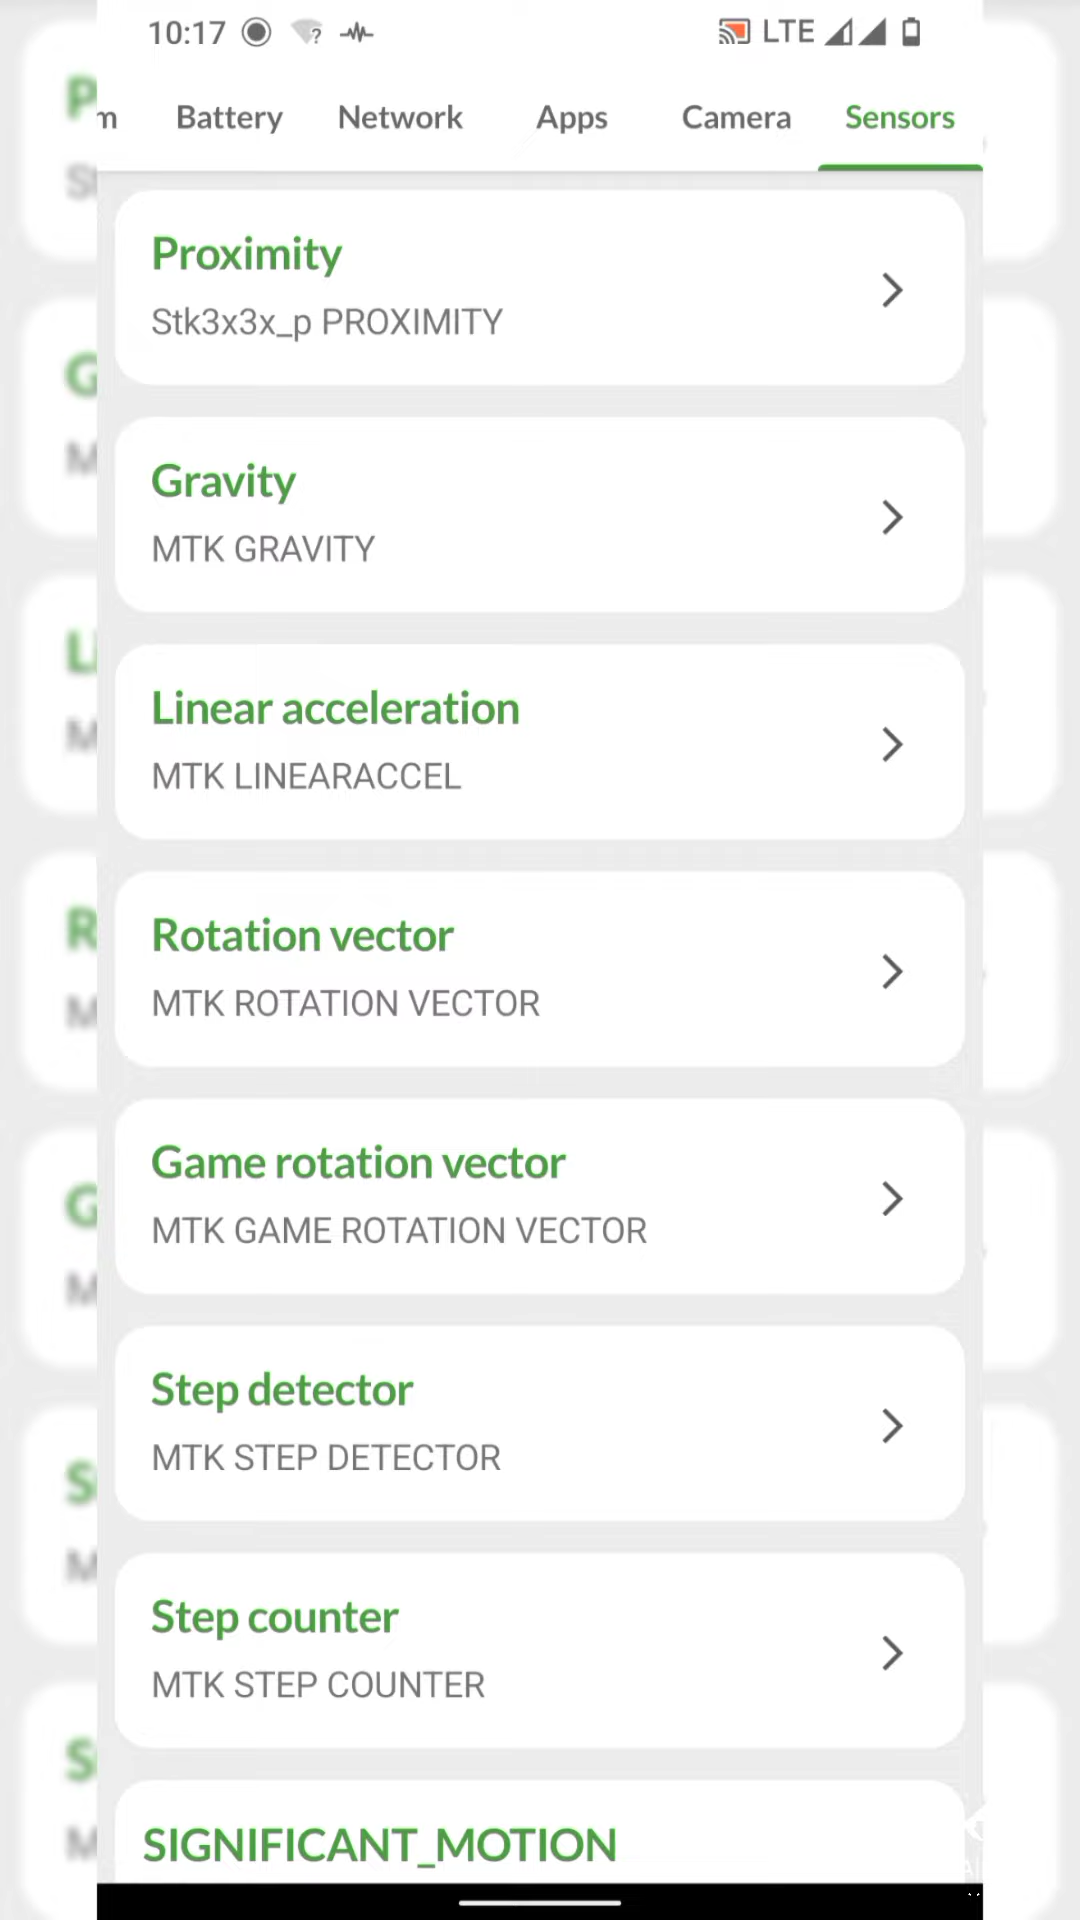 10:17 LTE
m Battery Network Apps Camera Sensors
Proximity
Stk3x3x_p PROXIMITY
Gravity
MTK GRAVITY
Linear acceleration
MTK LINEARACCEL
Rotation vector
MTK ROTATION VECTOR
Game rotation vector
MTK GAME ROTATION VECTOR
Step detector
MTK STEP DETECTOR
Step counter
MTK STEP COUNTER
SIGNIFICANT_MOTION